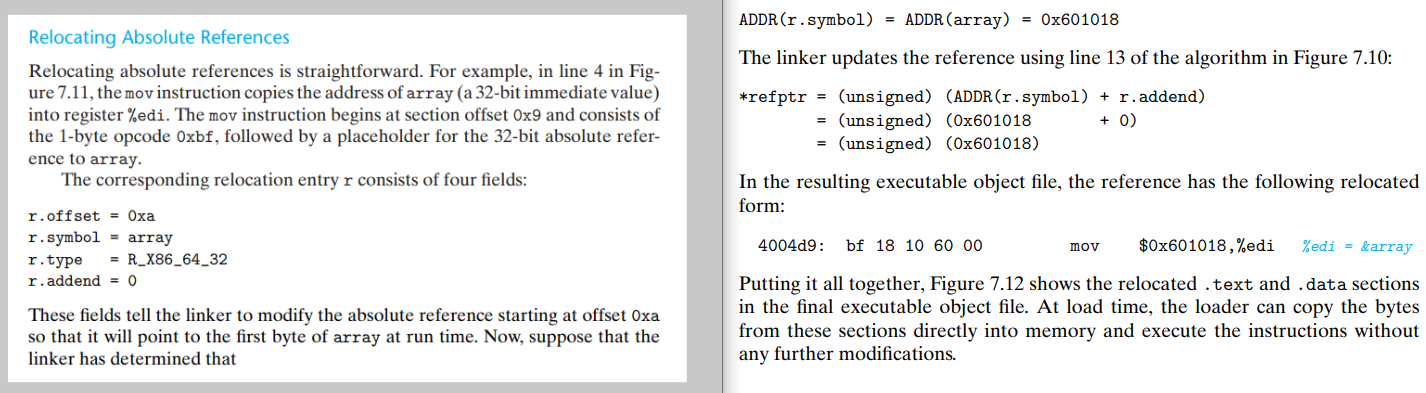 Relocating Absolute References
Relocating absolute references is straightforward. For example, in line 4 in Fig-
ure 7.11, the mov instruction copies the address of array (a 32-bit immediate value)
into register %edi. The mov instruction begins at section offset 0x9 and consists of
the 1-byte opcode 0xbf, followed by a placeholder for the 32-bit absolute refer-
ence to array.
The corresponding relocation entry r consists of four fields:
r.offset = 0xa
r.symbol = array
r.type = R_X86_64_32
r.addend = 0
These fields tell the linker to modify the absolute reference starting at offset 0xa
so that it will point to the first byte of array at run time. Now, suppose that the
linker has determined that
ADDR(r.symbol) = ADDR(array) = 0x601018
The linker updates the reference using line 13 of the algorithm in Figure 7.10:
*refptr = (unsigned) (ADDR(r.symbol) + r.addend)
= (unsigned) (0x601018 + 0)
= (unsigned) (0x601018)
In the resulting executable object file, the reference has the following relocated
form:
4004d9: bf 18 10 60 00 mov $0x601018,%edi %edi = &array
Putting it all together, Figure 7.12 shows the relocated .text and .data sections
in the final executable object file. At load time, the loader can copy the bytes
from these sections directly into memory and execute the instructions without
any further modifications.